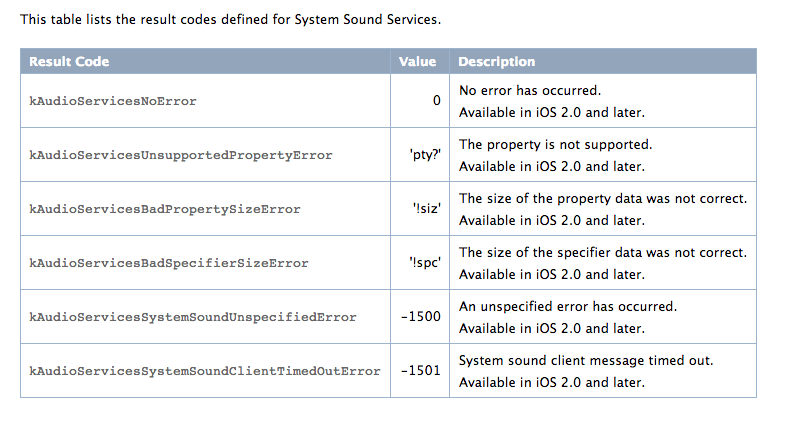 This table lists the result codes defined for System Sound Services.
Result Code Value Description
kAudioServicesNoError 0 No error has occurred.
Available in iOS 2.0 and later.
kAudioServicesUnsupportedPropertyError 'pty?' The property is not supported.
Available in iOS 2.0 and later.
kAudioServicesBadPropertySizeError '!siz' The size of the property data was not correct.
Available in iOS 2.0 and later.
kAudioServicesBadSpecifierSizeError '!spc' The size of the specifier data was not correct.
Available in iOS 2.0 and later.
kAudioServicesSystemSoundUnspecifiedError -1500 An unspecified error has occurred.
Available in iOS 2.0 and later.
kAudioServicesSystemSoundClientTimedOutError -1501 System sound client message timed out.
Available in iOS 2.0 and later.